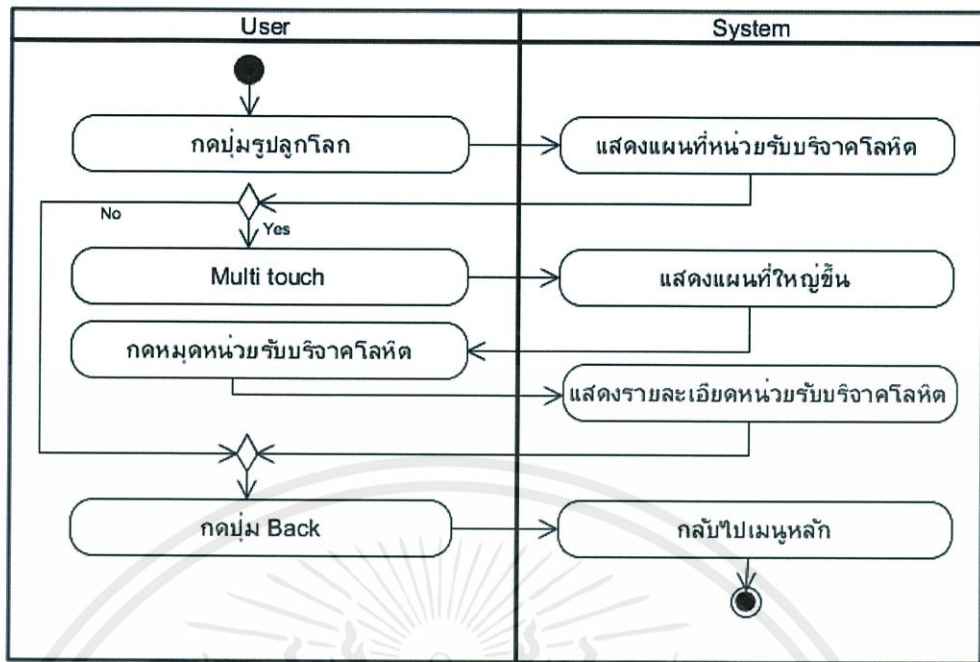 User
System
กดปุ่มรูปลูกโลก
แสดงแผนที่หน่วยรับบริจาคโลหิต
No
Yes
Multi touch
แสดงแผนที่ใหญ่ขึ้น
กดหมุดหน่วยรับบริจาคโลหิต
แสดงรายละเอียดหน่วยรับบริจาคโลหิต
กดปุ่ม Back
กลับไปเมนูหลัก